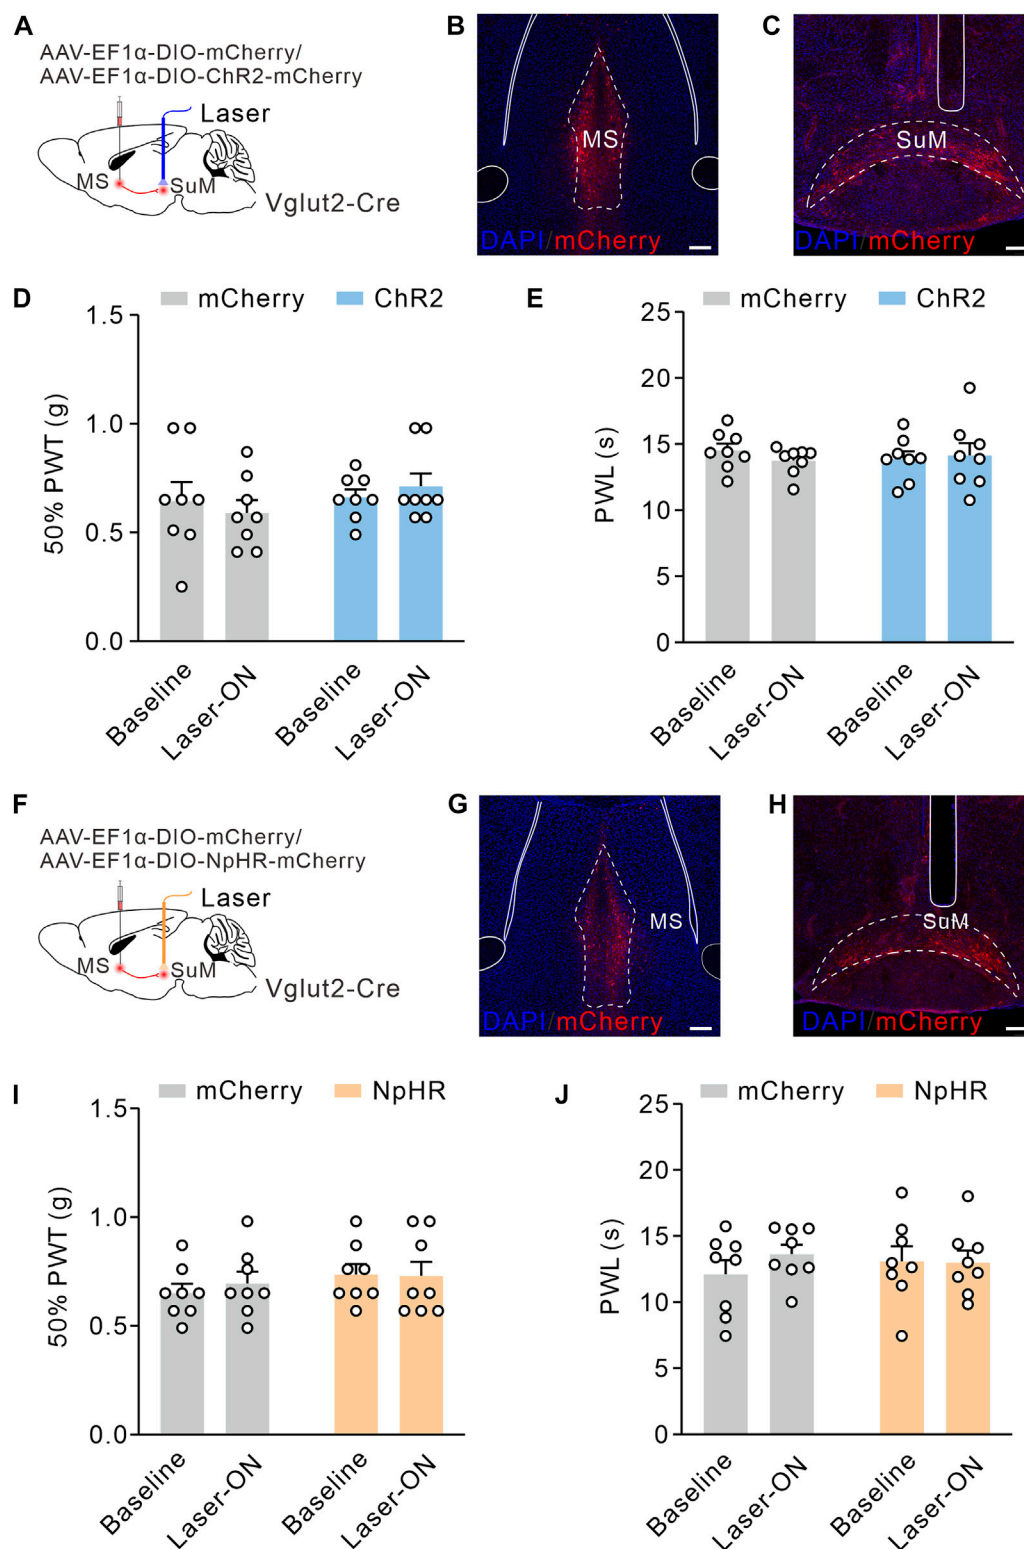 A
AAV-EF1α-DIO-mCherry/
AAV-EF1α-DIO-ChR2-mCherry
Laser
MS
SuM
Vglut2-Cre
B
MS
DAPI/mCherry
C
SuM
DAPI/mCherry
D
mCherry
ChR2
50% PWT (g)
1.5
1.0
0.5
0.0
Baseline
Laser-ON
Baseline
Laser-ON
E
mCherry
ChR2
PWL (s)
25
20
15
10
5
0
Baseline
Laser-ON
Baseline
Laser-ON
F
AAV-EF1α-DIO-mCherry/
AAV-EF1α-DIO-NpHR-mCherry
Laser
MS
SuM
Vglut2-Cre
G
MS
DAPI/mCherry
H
SuM
DAPI/mCherry
I
mCherry
NpHR
50% PWT (g)
1.5
1.0
0.5
0.0
Baseline
Laser-ON
Baseline
Laser-ON
J
mCherry
NpHR
PWL (s)
25
20
15
10
5
0
Baseline
Laser-ON
Baseline
Laser-ON